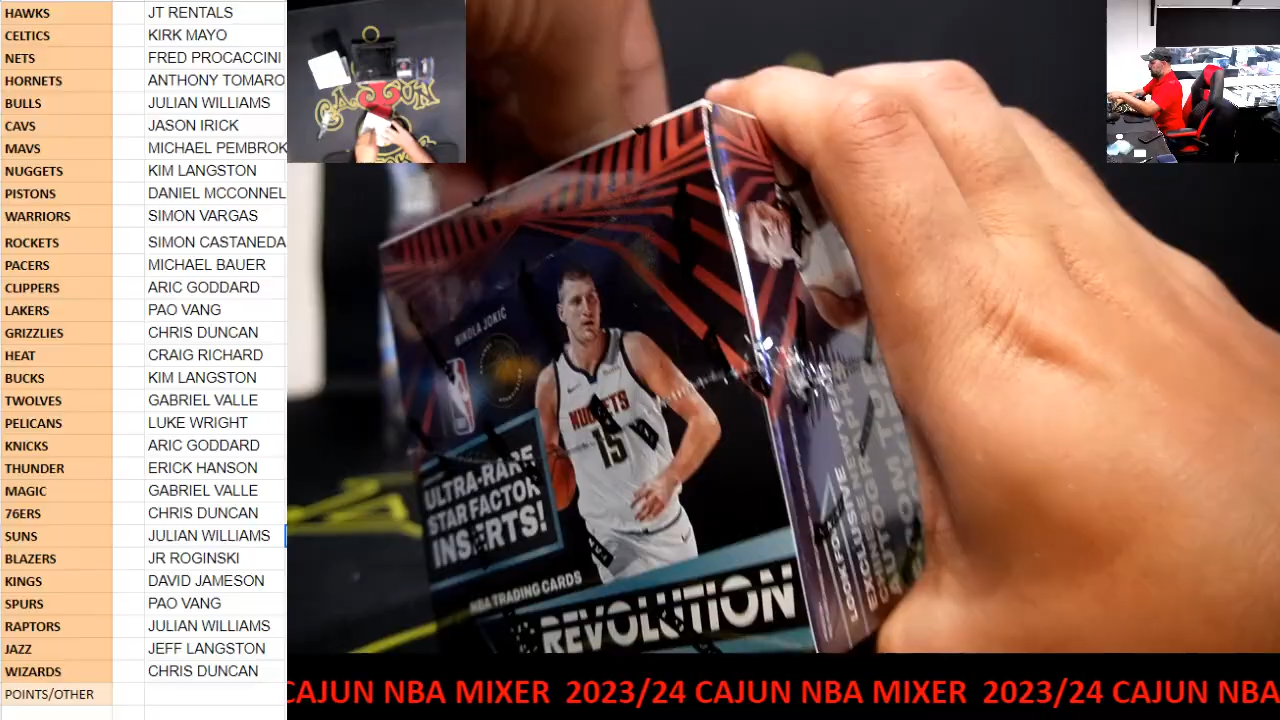 HAWKS JT RENTALS
CELTICS KIRK MAYO
NETS FRED PROCACCINI
HORNETS ANTHONY TOMARO
BULLS JULIAN WILLIAMS
CAVS JASON IRICK
MAVS MICHAEL PEMBROK
NUGGETS KIM LANGSTON
PISTONS DANIEL MCCONNEL
WARRIORS SIMON VARGAS
ROCKETS SIMON CASTANEDA
PACERS MICHAEL BAUER
CLIPPERS ARIC GODDARD
LAKERS PAO VANG
GRIZZLIES CHRIS DUNCAN
HEAT CRAIG RICHARD
BUCKS KIM LANGSTON
TWOLVES GABRIEL VALLE
PELICANS LUKE WRIGHT
KNICKS ARIC GODDARD
THUNDER ERICK HANSON
MAGIC GABRIEL VALLE
76ERS CHRIS DUNCAN
SUNS JULIAN WILLIAMS
BLAZERS JR ROGINSKI
KINGS DAVID JAMESON
SPURS PAO VANG
RAPTORS JULIAN WILLIAMS
JAZZ JEFF LANGSTON
WIZARDS CHRIS DUNCAN
POINTS/OTHER
CAJUN
NIKOLA JOKIC
NUGGETS
15
ULTRA-RARE
STAR FACTOR
INSERTS!
NBA TRADING CARDS
REVOLUTION
LOOK FOR
EXCLUSIVE
AUTOGRAPHS
CAJUN NBA MIXER 2023/24 CAJUN NBA MIXER 2023/24 CAJUN NBA